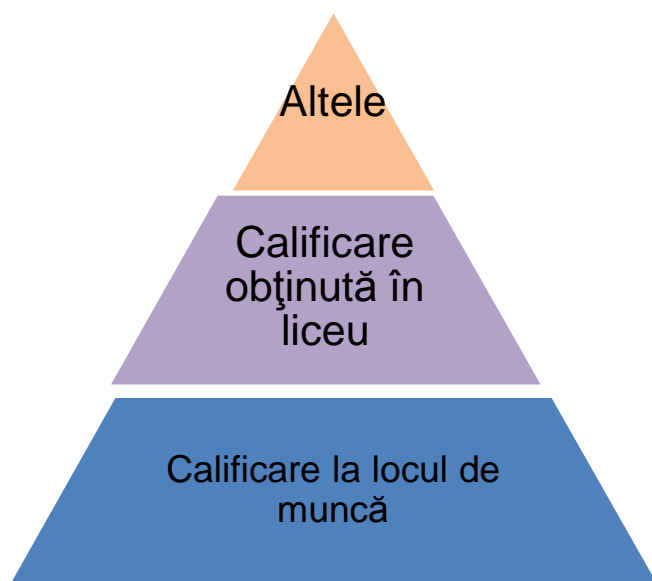 Altele
Calificare
obţinută în
liceu
Calificare la locul de
muncă